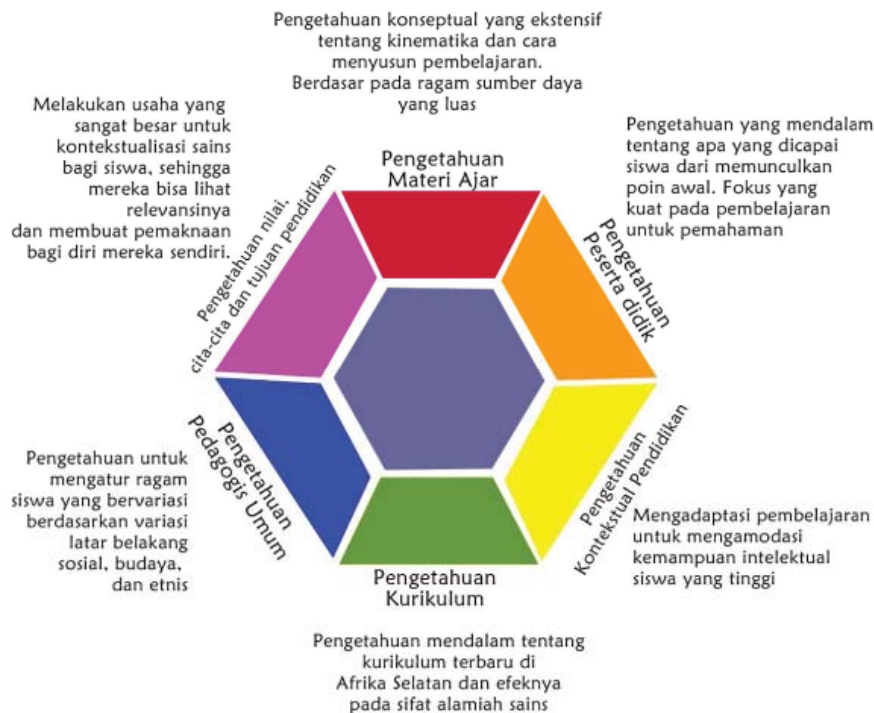 Pengetahuan konseptual yang ekstensif
tentang kinematika dan cara
menyusun pembelajaran.
Berdasar pada ragam sumber daya
yang luas
Melakukan usaha yang
sangat besar untuk
kontekstualisasi sains
bagi siswa, sehingga
mereka bisa lihat
relevansinya
dan membuat pemaknaan
bagi diri mereka sendiri.
Pengetahuan yang mendalam
tentang apa yang dicapai
siswa dari memunculkan
poin awal. Fokus yang
kuat pada pembelajaran
untuk pemahaman
Pengetahuan
Materi Ajar
Pengetahuan nilai,
cita-cita dan tujuan pendidikan
Pengetahuan
Peserta didik
Pengetahuan
Pedagogis Umum
Pengetahuan
Kontekstual Pendidikan
Pengetahuan untuk
mengatur ragam
siswa yang bervariasi
berdasarkan variasi
latar belakang
sosial, budaya,
dan etnis
Mengadaptasi pembelajaran
untuk mengamodasi
kemampuan intelektual
siswa yang tinggi
Pengetahuan
Kurikulum
Pengetahuan mendalam tentang
kurikulum terbaru di
Afrika Selatan dan efeknya
pada sifat alamiah sains